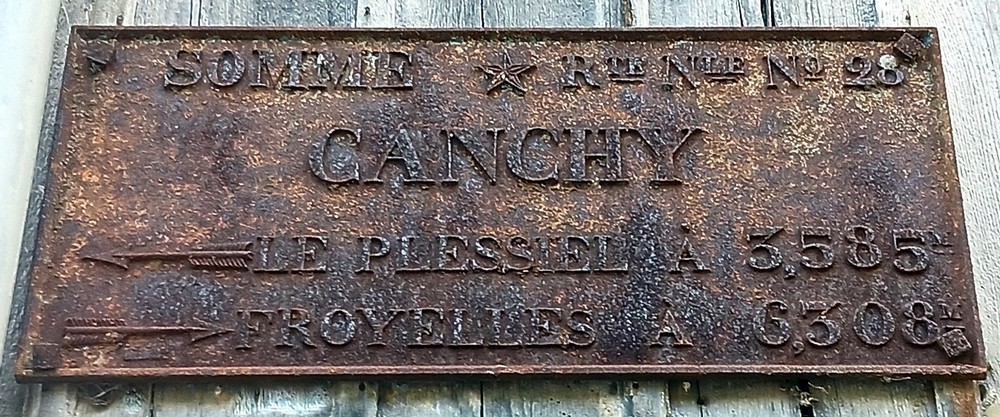 SOMME ★ RTE NLE NO 28
CANCHY
LE PLESSIEL À 3,585M
FROYELLES À 6,308M